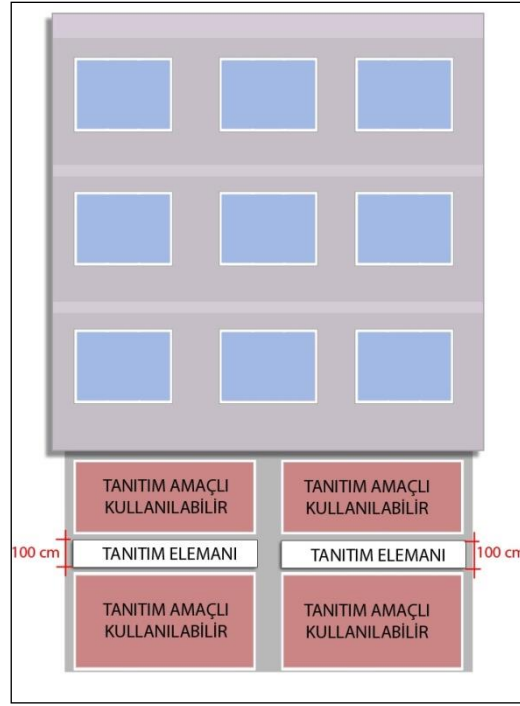 TANITIM AMAÇLI
KULLANILABİLİR
TANITIM AMAÇLI
KULLANILABİLİR
100 cm
TANITIM ELEMANI
TANITIM ELEMANI
100 cm
TANITIM AMAÇLI
KULLANILABİLİR
TANITIM AMAÇLI
KULLANILABİLİR